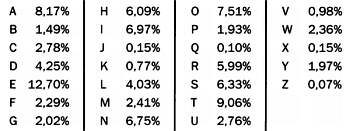 A 8,17% H 6,09% O 7,51% V 0,98%
B 1,49% I 6,97% P 1,93% W 2,36%
C 2,78% J 0,15% Q 0,10% X 0,15%
D 4,25% K 0,77% R 5,99% Y 1,97%
E 12,70% L 4,03% S 6,33% Z 0,07%
F 2,29% M 2,41% T 9,06%
G 2,02% N 6,75% U 2,76%